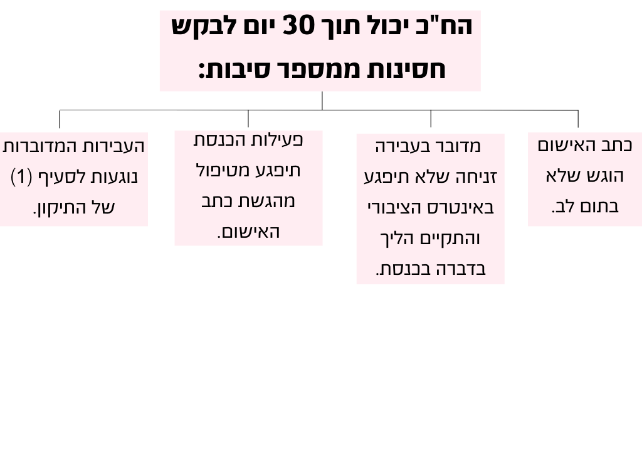 הח"כ יכול תוך 30 יום לבקש
חסינות ממספר סיבות:
כתב האישום
הוגש שלא
בתום לב.
מדובר בעבירה
זניחה שלא תיפגע
באינטרס הציבורי
והתקיים הליך
בדברה בכנסת.
פעילות הכנסת
תיפגע מטיפול
מהגשת כתב
האישום.
העבירות המדוברות
נוגעות לסעיף (1)
של התיקון.